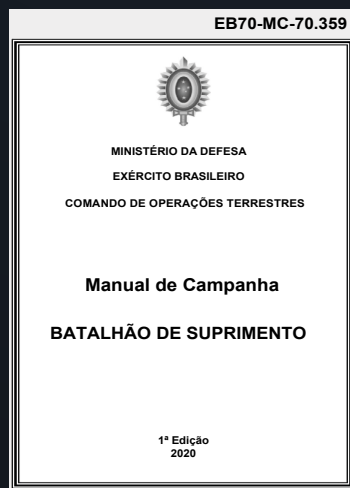 EB70-MC-70.359
MINISTÉRIO DA DEFESA
EXÉRCITO BRASILEIRO
COMANDO DE OPERAÇÕES TERRESTRES
Manual de Campanha
BATALHÃO DE SUPRIMENTO
1ª Edição
2020